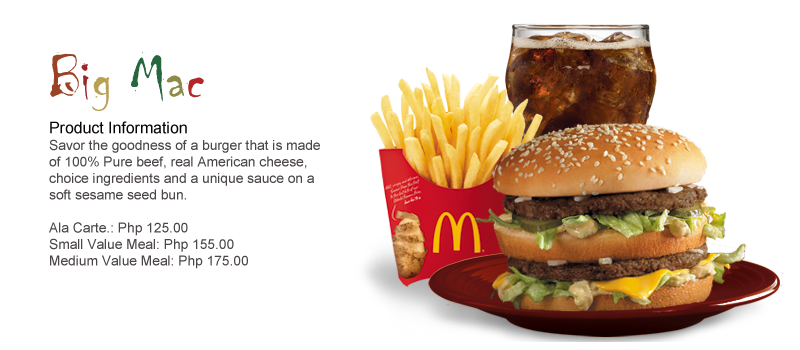 Big Mac
Product Information
Savor the goodness of a burger that is made
of 100% Pure beef, real American cheese,
choice ingredients and a unique sauce on a
soft sesame seed bun.
Ala Carte.: Php 125.00
Small Value Meal: Php 155.00
Medium Value Meal: Php 175.00